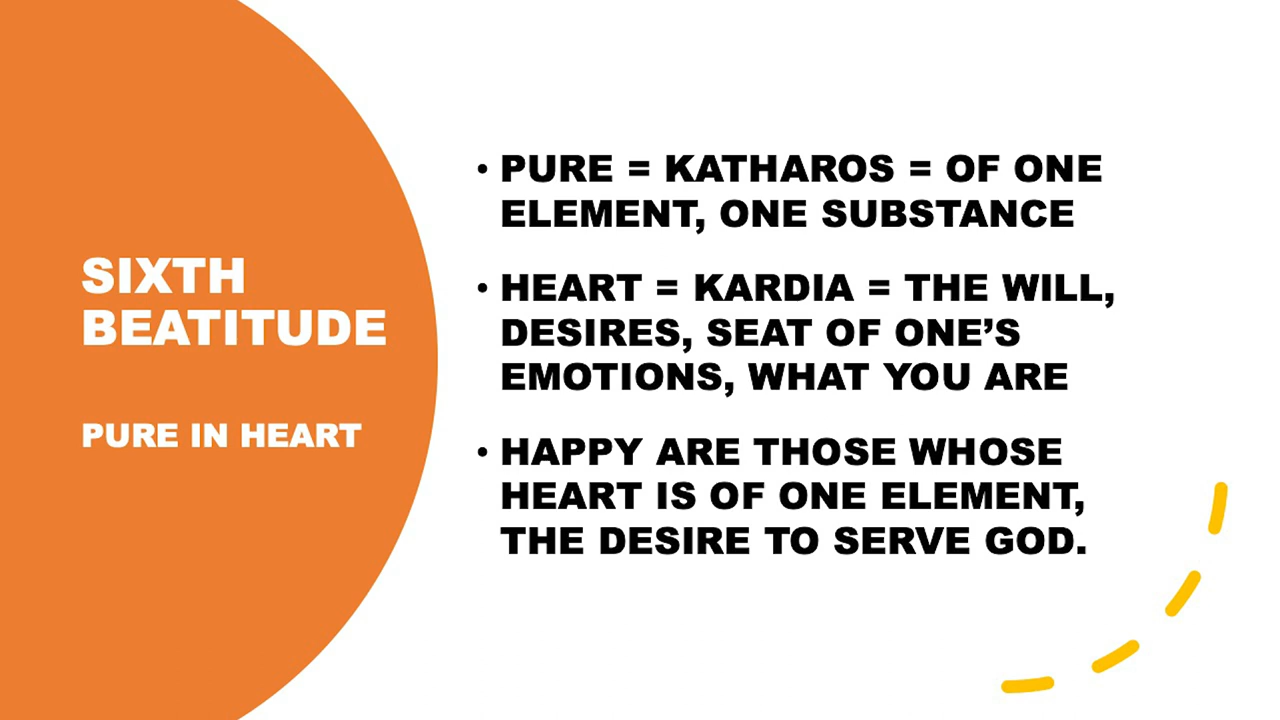 SIXTH
BEATITUDE
PURE IN HEART
• PURE = KATHAROS = OF ONE
ELEMENT, ONE SUBSTANCE
• HEART = KARDIA = THE WILL,
DESIRES, SEAT OF ONE’S
EMOTIONS, WHAT YOU ARE
• HAPPY ARE THOSE WHOSE
HEART IS OF ONE ELEMENT,
THE DESIRE TO SERVE GOD.